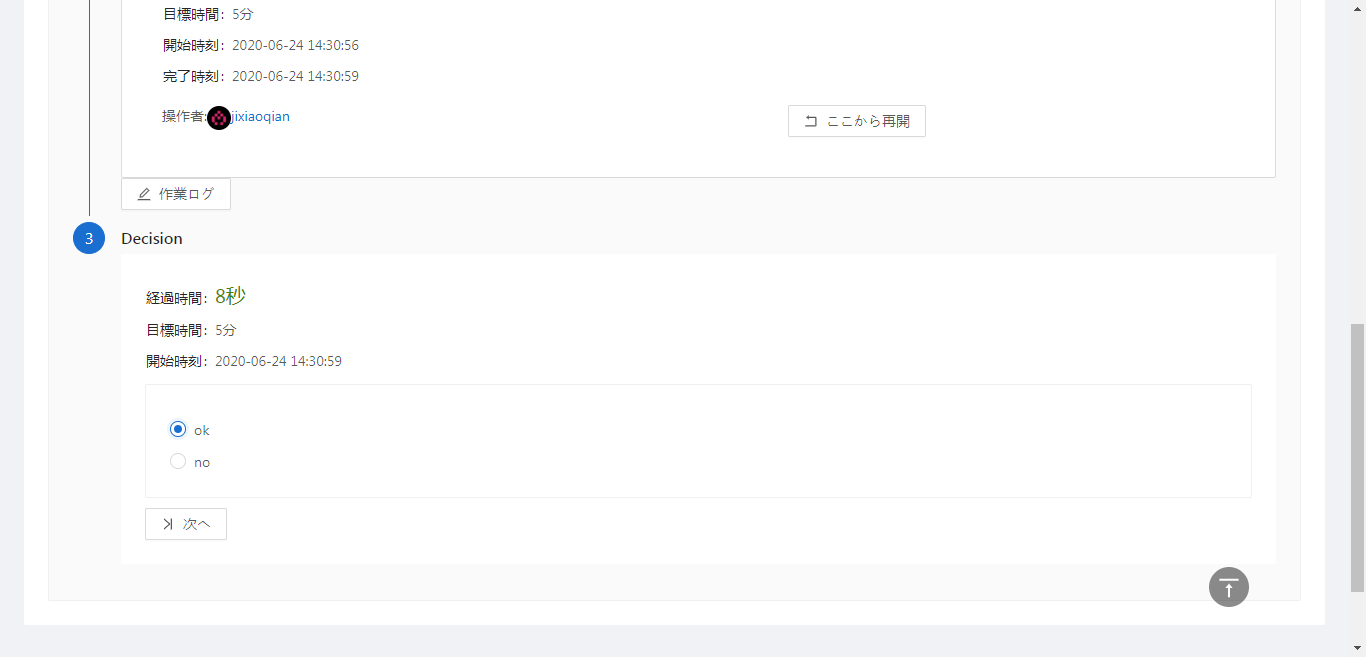 目標時間： 5分
開始時刻： 2020-06-24 14:30:56
完了時刻： 2020-06-24 14:30:59
操作者: jixiaoqian
ここから再開
作業ログ
3 Decision
経過時間： 8秒
目標時間： 5分
開始時刻： 2020-06-24 14:30:59
ok
no
次へ